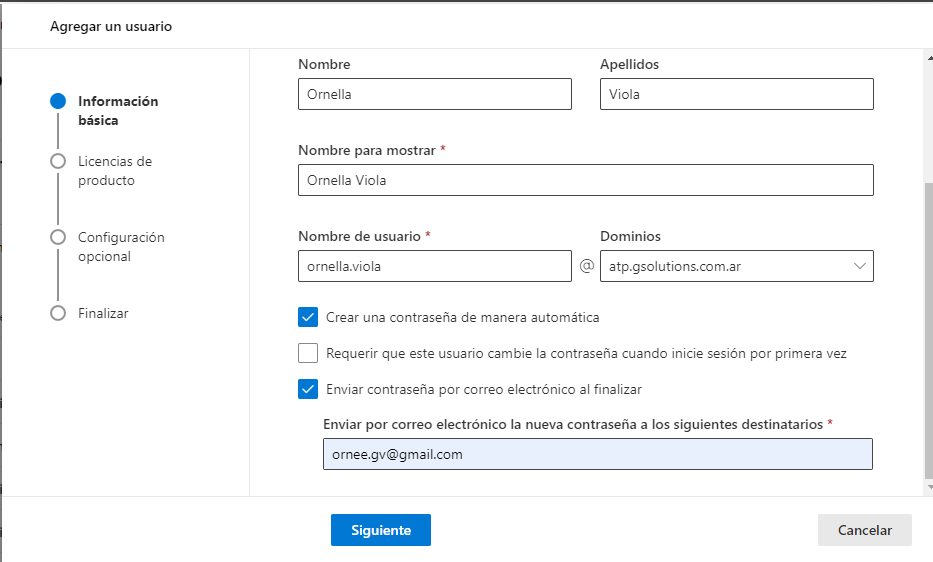 Agregar un usuario
Información
básica
Licencias de
producto
Configuración
opcional
Finalizar
Nombre
Apellidos
Ornella
Viola
Nombre para mostrar *
Ornella Viola
Nombre de usuario *
Dominios
ornella.viola
@
atp.gsolutions.com.ar
Crear una contraseña de manera automática
Requerir que este usuario cambie la contraseña cuando inicie sesión por primera vez
Enviar contraseña por correo electrónico al finalizar
Enviar por correo electrónico la nueva contraseña a los siguientes destinatarios *
ornee.gv@gmail.com
Siguiente
Cancelar